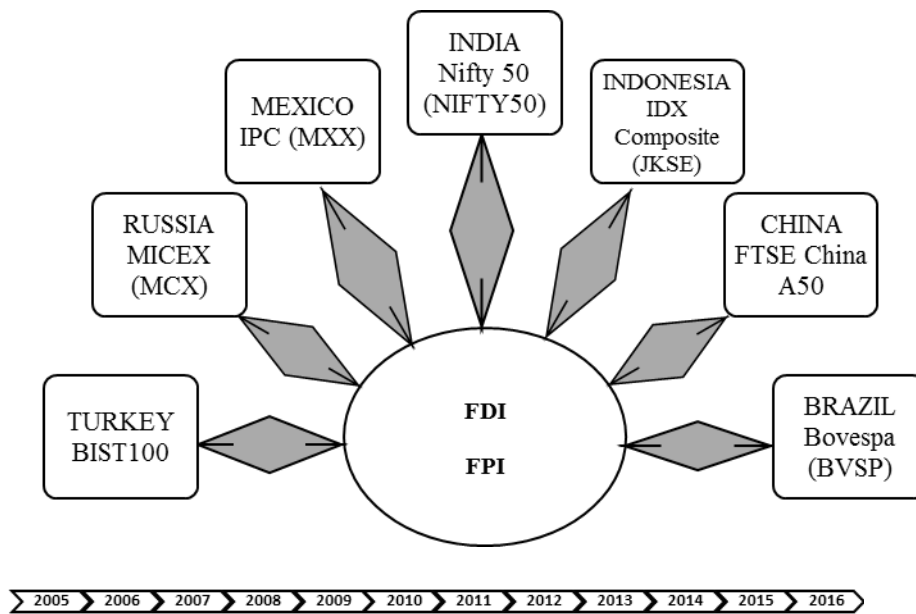 INDIA
Nifty 50
(NIFTY50)
MEXICO
IPC (MXX)
INDONESIA
IDX
Composite
(JKSE)
RUSSIA
MICEX
(MCX)
CHINA
FTSE China
A50
TURKEY
BIST100
FDI
FPI
BRAZIL
Bovespa
(BVSP)
2005 2006 2007 2008 2009 2010 2011 2012 2013 2014 2015 2016